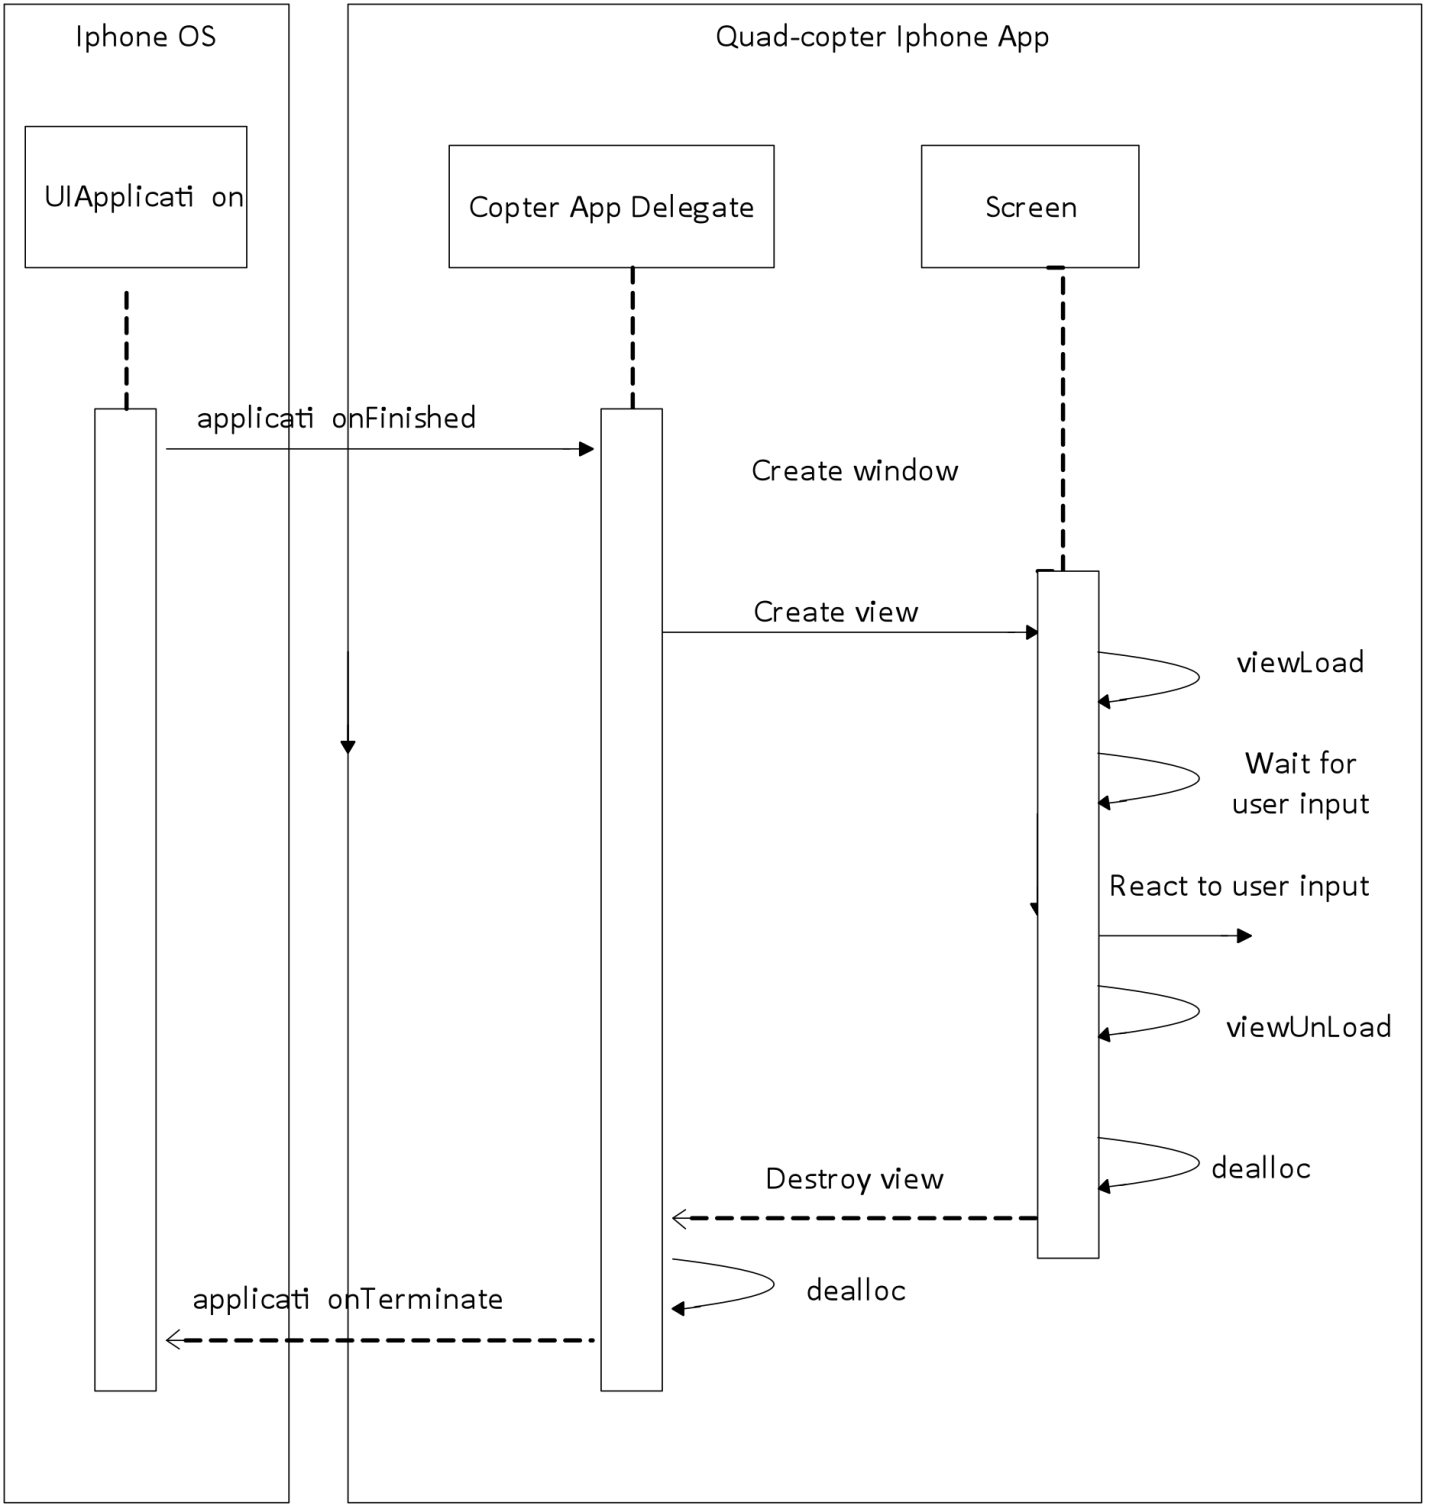 Iphone OS
Quad-copter Iphone App
UIApplicati on
Copter App Delegate
Screen
applicati onFinished
Create window
Create view
viewLoad
Wait for
user input
React to user input
viewUnLoad
dealloc
Destroy view
dealloc
applicati onTerminate